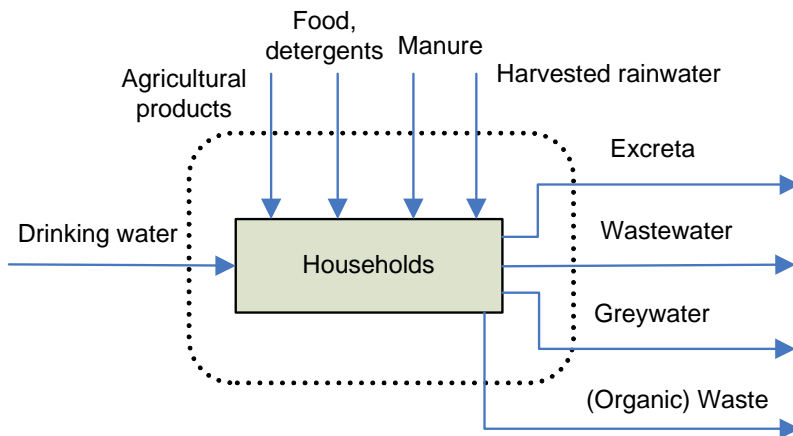 Food,
detergents
Manure
Agricultural
products
Harvested rainwater
Excreta
Drinking water
Wastewater
Households
Greywater
(Organic) Waste